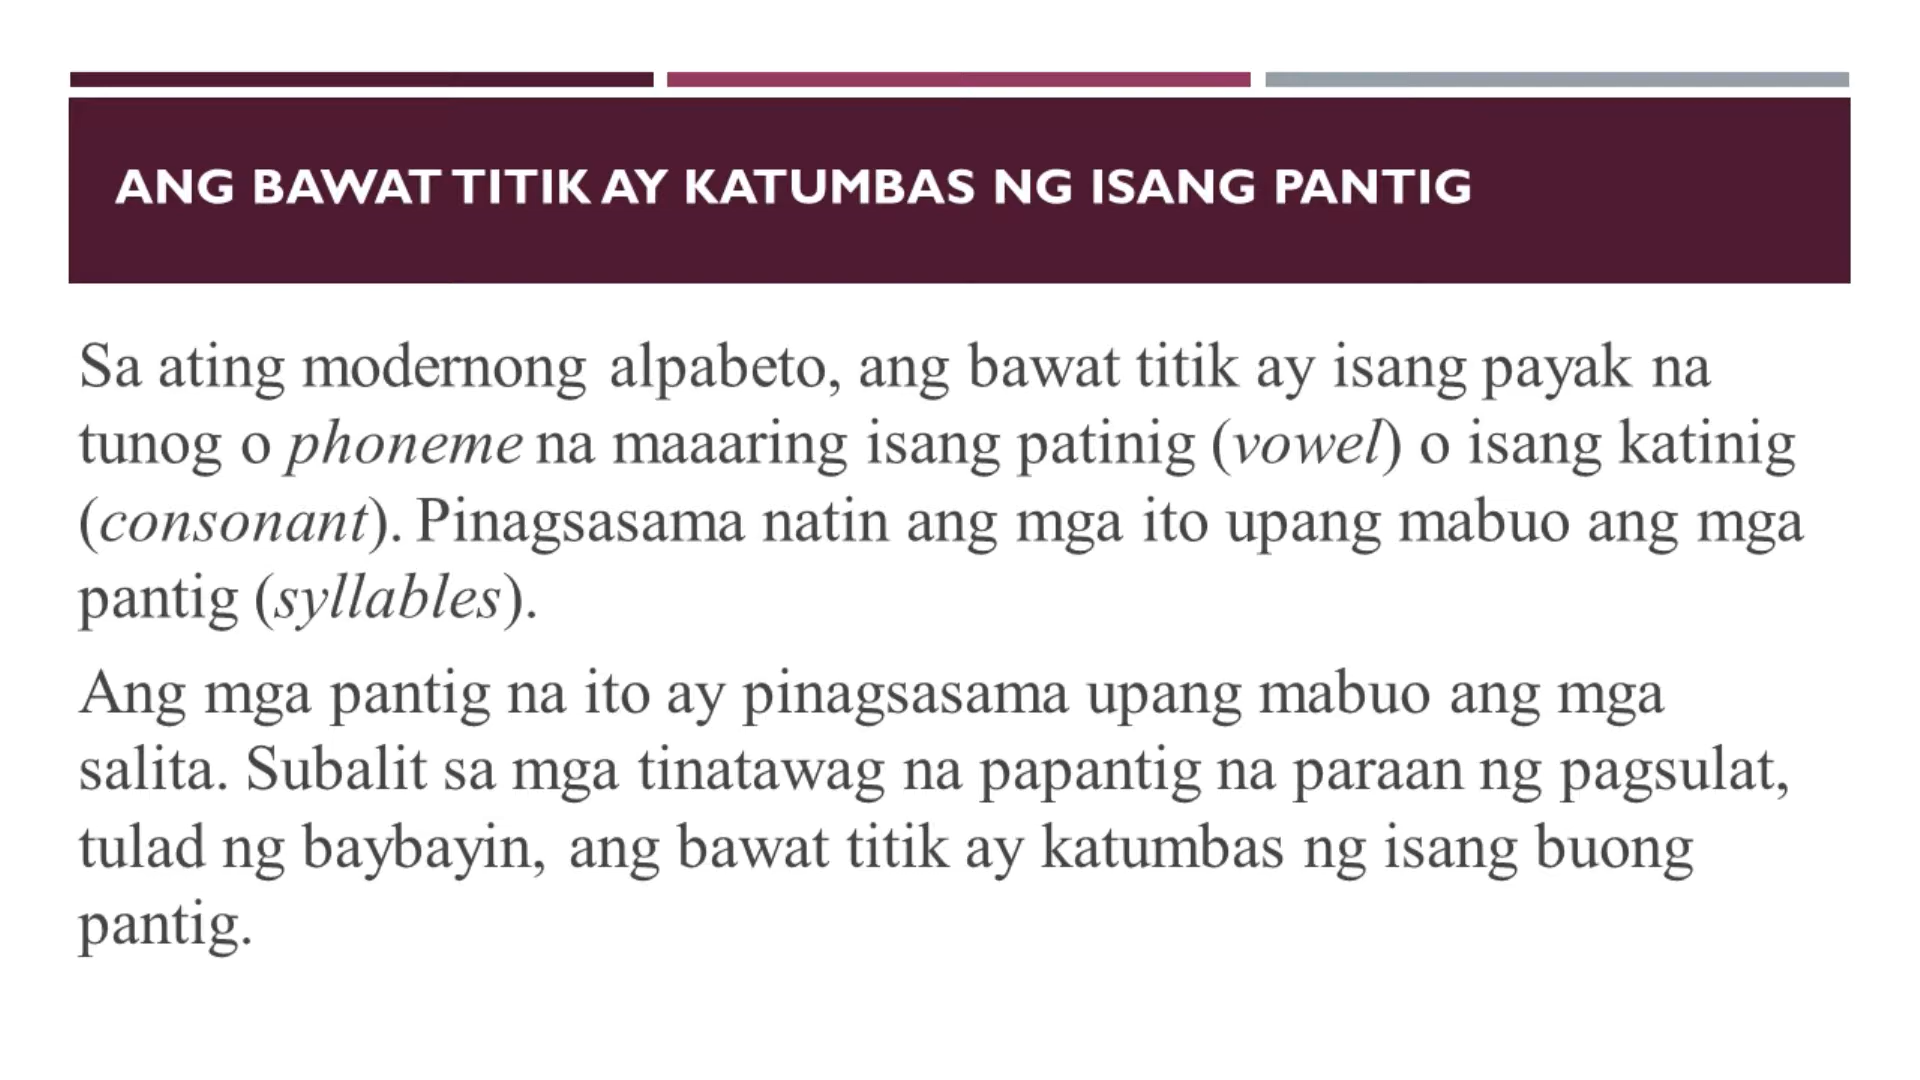 ANG BAWAT TITIK AY KATUMBAS NG ISANG PANTIG
Sa ating modernong alpabeto, ang bawat titik ay isang payak na
tunog o phoneme na maaaring isang patinig (vowel) o isang katinig
(consonant). Pinagsasama natin ang mga ito upang mabuo ang mga
pantig (syllables).
Ang mga pantig na ito ay pinagsasama upang mabuo ang mga
salita. Subalit sa mga tinatawag na papantig na paraan ng pagsulat,
tulad ng baybayin, ang bawat titik ay katumbas ng isang buong
pantig.